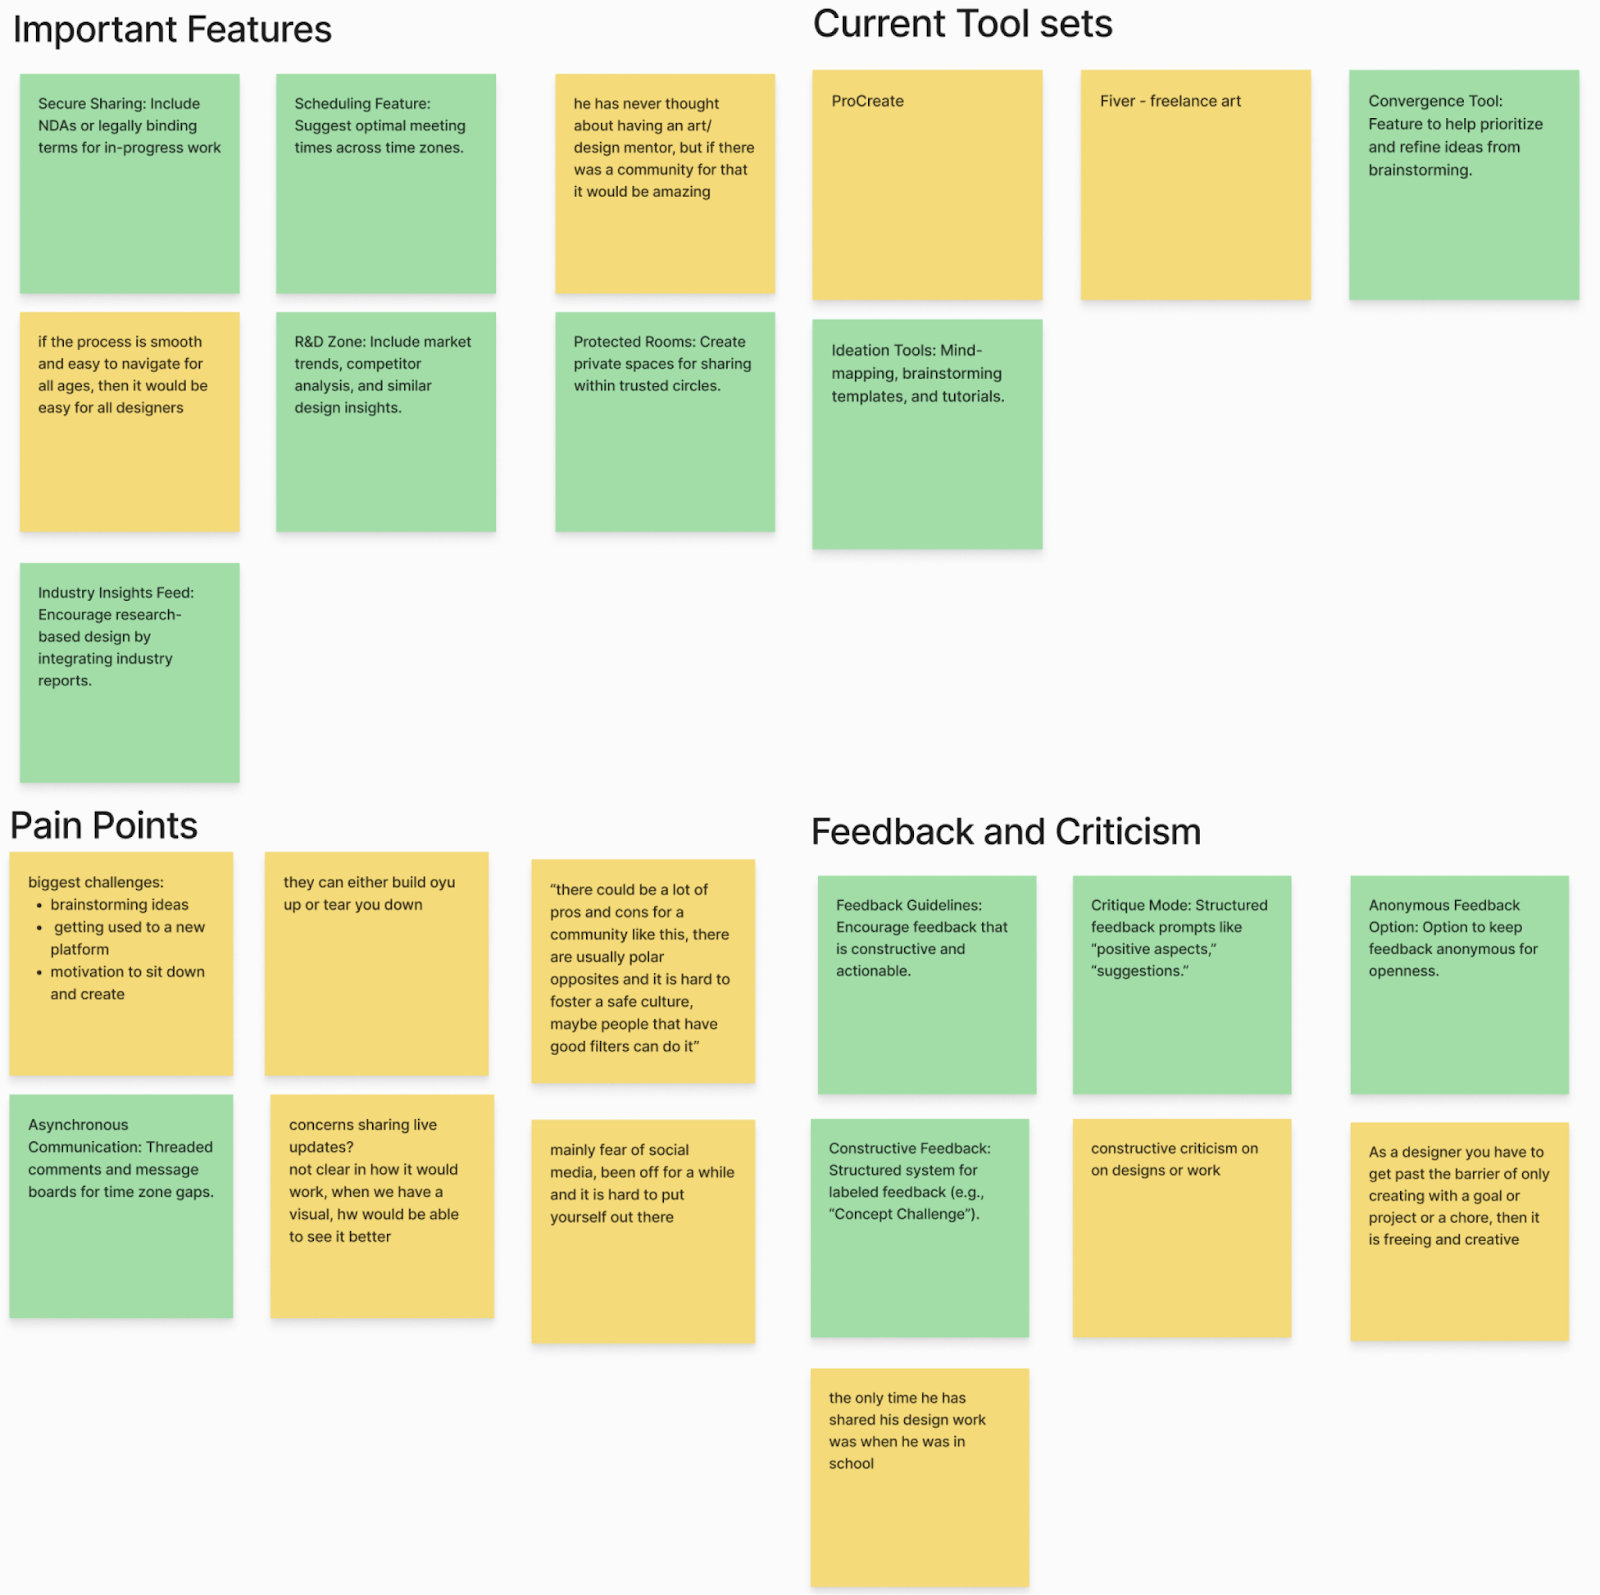 Important Features
Secure Sharing: Include
NDAs or legally binding
terms for in-progress work
Scheduling Feature:
Suggest optimal meeting
times across time zones.
he has never thought
about having an art/
design mentor, but if there
was a community for that
it would be amazing
if the process is smooth
and easy to navigate for
all ages, then it would be
easy for all designers
R&D Zone: Include market
trends, competitor
analysis, and similar
design insights.
Protected Rooms: Create
private spaces for sharing
within trusted circles.
Industry Insights Feed:
Encourage research-
based design by
integrating industry
reports.
Current Tool sets
ProCreate
Fiver - freelance art
Convergence Tool:
Feature to help prioritize
and refine ideas from
brainstorming.
Ideation Tools: Mind-
mapping, brainstorming
templates, and tutorials.
Pain Points
biggest challenges:
• brainstorming ideas
• getting used to a new
platform
• motivation to sit down
and create
they can either build oyu
up or tear you down
“there could be a lot of
pros and cons for a
community like this, there
are usually polar
opposites and it is hard to
foster a safe culture,
maybe people that have
good filters can do it”
Asynchronous
Communication: Threaded
comments and message
boards for time zone gaps.
concerns sharing live
updates?
not clear in how it would
work, when we have a
visual, hw would be able
to see it better
mainly fear of social
media, been off for a while
and it is hard to put
yourself out there
Feedback and Criticism
Feedback Guidelines:
Encourage feedback that
is constructive and
actionable.
Critique Mode: Structured
feedback prompts like
“positive aspects,”
“suggestions.”
Anonymous Feedback
Option: Option to keep
feedback anonymous for
openness.
Constructive Feedback:
Structured system for
labeled feedback (e.g.,
“Concept Challenge”).
constructive criticism on
on designs or work
As a designer you have to
get past the barrier of only
creating with a goal or
project or a chore, then it
is freeing and creative
the only time he has
shared his design work
was when he was in
school